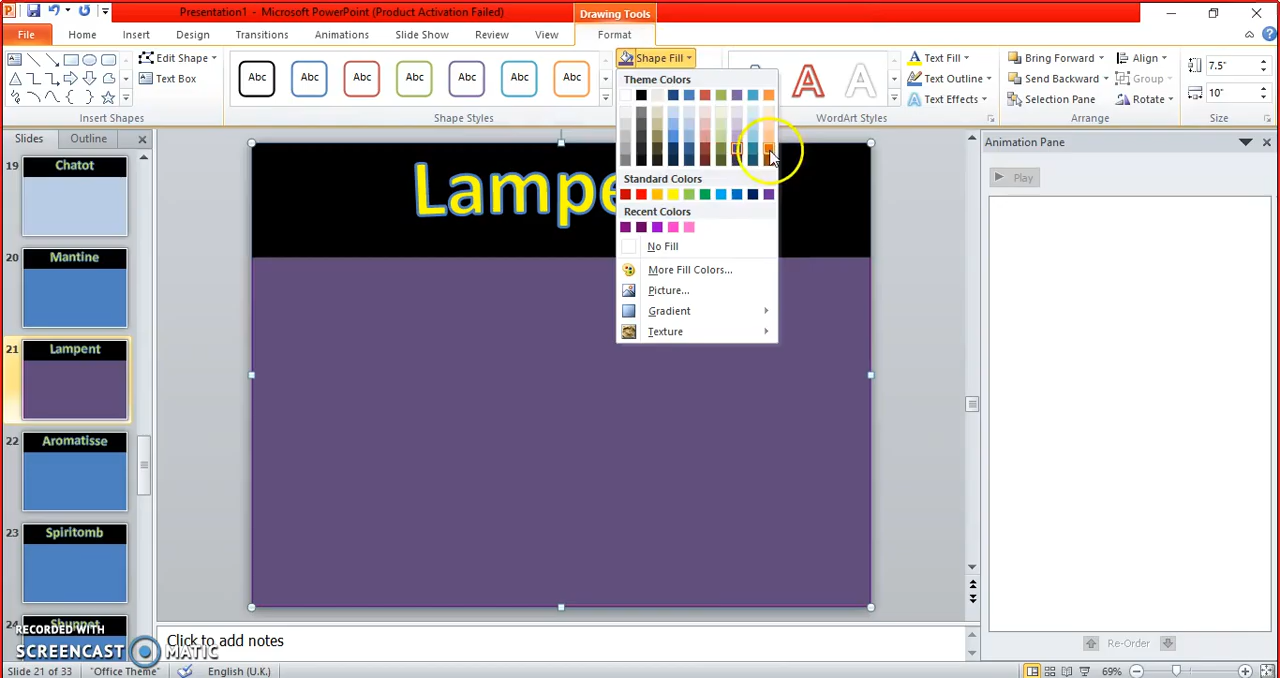 Presentation1 - Microsoft PowerPoint (Product Activation Failed)
Drawing Tools
File Home Insert Design Transitions Animations Slide Show Review View Format
Edit Shape
Text Box
Insert Shapes
Abc Abc Abc Abc Abc Abc Abc
Shape Styles
Shape Fill
A A
WordArt Styles
Text Fill
Text Outline
Text Effects
Bring Forward
Send Backward
Selection Pane
Align
Group
Rotate
Arrange
7.5"
10"
Size
Slides Outline
19 Chatot
20 Mantine
21 Lampent
22 Aromatisse
23 Spiritomb
24 Shuppet
Lampe
Theme Colors
Standard Colors
Recent Colors
No Fill
More Fill Colors...
Picture...
Gradient
Texture
Animation Pane
Play
Re-Order
Click to add notes
RECORDED WITH
SCREENCAST MATIC
Slide 21 of 33 "Office Theme" English (U.K.) 69%